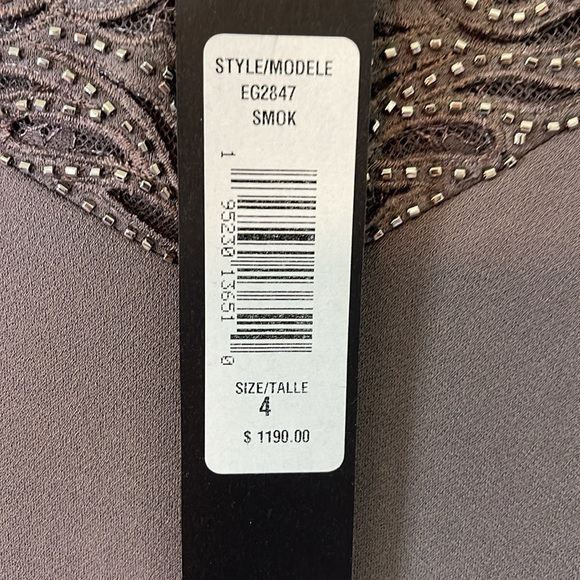 STYLE/MODELE
EG2847
SMOK
1 95230 13651 0
SIZE/TALLE
4
$ 1190.00